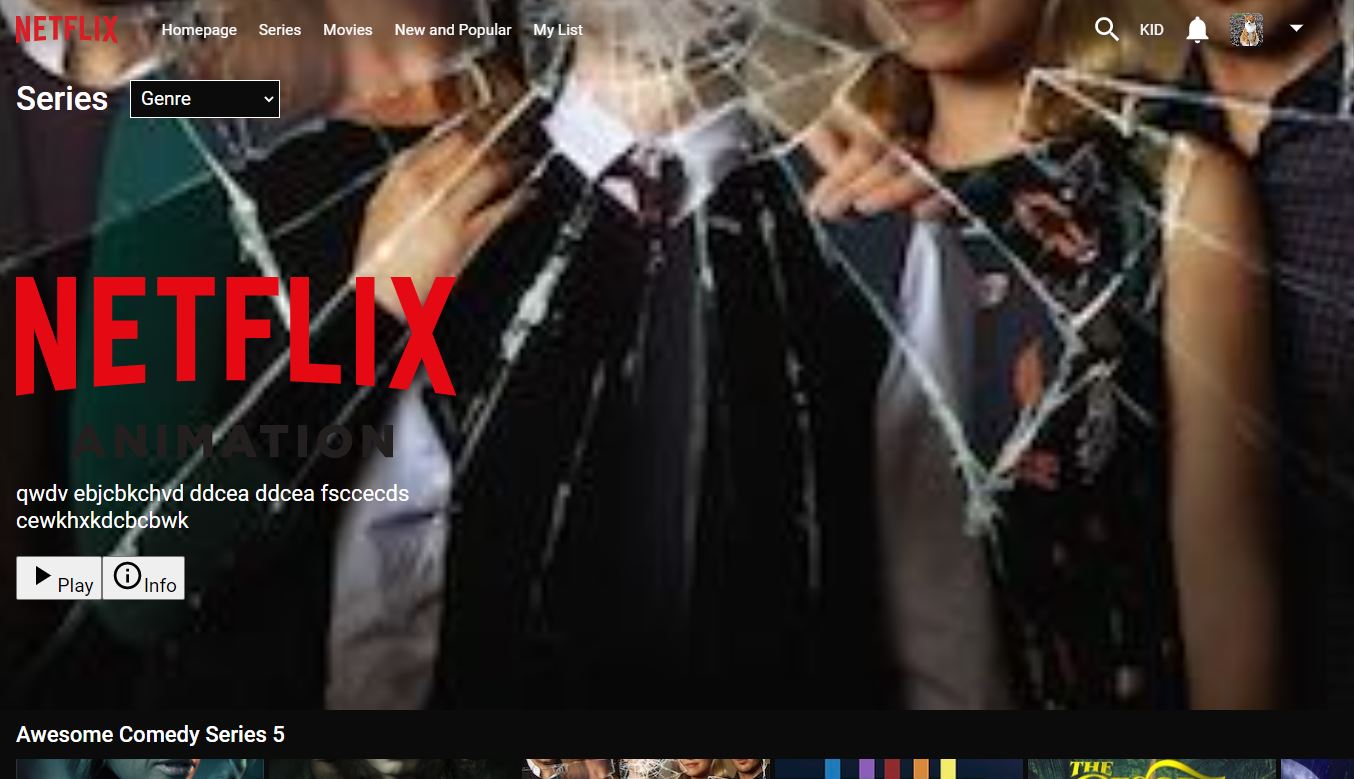 NETFLIX
Homepage Series Movies New and Popular My List
KID
Series
Genre
NETFLIX
ANIMATION
qwdv ebjcbkchvd ddcea ddcea fsccecds
cewkhxkdcbcbwk
Play
Info
Awesome Comedy Series 5
THE